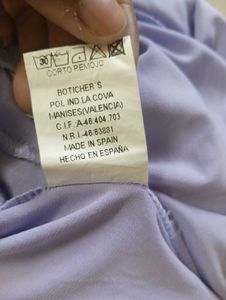 30
CORTO REMOJO
BOTICHER'S
POL.IND.LA COVA
MANISES(VALENCIA)
C.I.F. A-46.404.703
N.R.I.-46-63881
MADE IN SPAIN
HECHO EN ESPAÑA